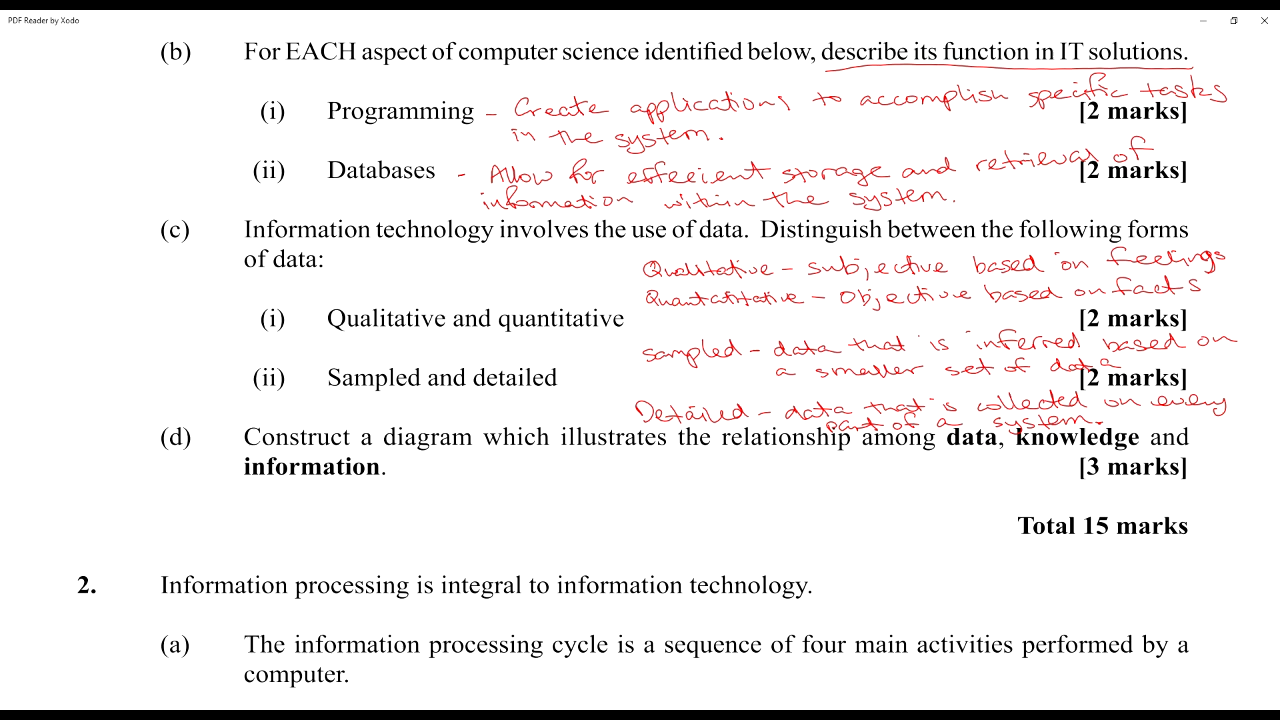 PDF Reader by Xodo
(b) For EACH aspect of computer science identified below, describe its function in IT solutions.
(i) Programming - Create applications to accomplish specific tasks [2 marks]
in the system.
(ii) Databases - Allow for effecient storage and retrieval of [2 marks]
information within the system.
(c) Information technology involves the use of data. Distinguish between the following forms
of data:
Qualitative - subjective based on feelings
Quantatitative - Objective based on facts
(i) Qualitative and quantitative [2 marks]
sampled - data that is inferred based on
a smaller set of data
(ii) Sampled and detailed [2 marks]
Detailed - data that is collected on every
part of a system.
(d) Construct a diagram which illustrates the relationship among data, knowledge and
information. [3 marks]
Total 15 marks
2. Information processing is integral to information technology.
(a) The information processing cycle is a sequence of four main activities performed by a
computer.